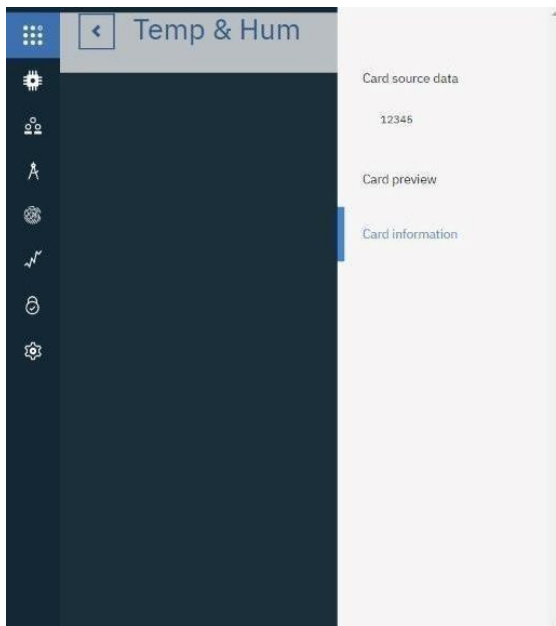 Temp & Hum
Card source data
12345
Card preview
Card information